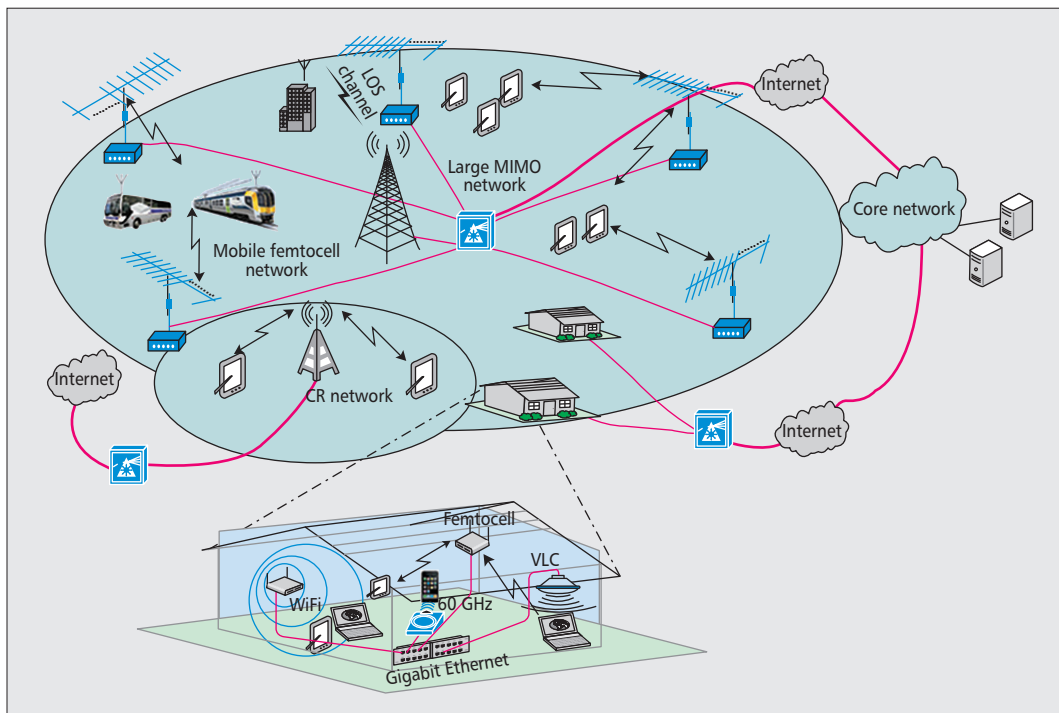 LOS
channel
Internet
Large MIMO
network
Core network
Mobile femtocell
network
Internet
CR network
Internet
Femtocell
VLC
WiFi
60 GHz
Gigabit Ethernet